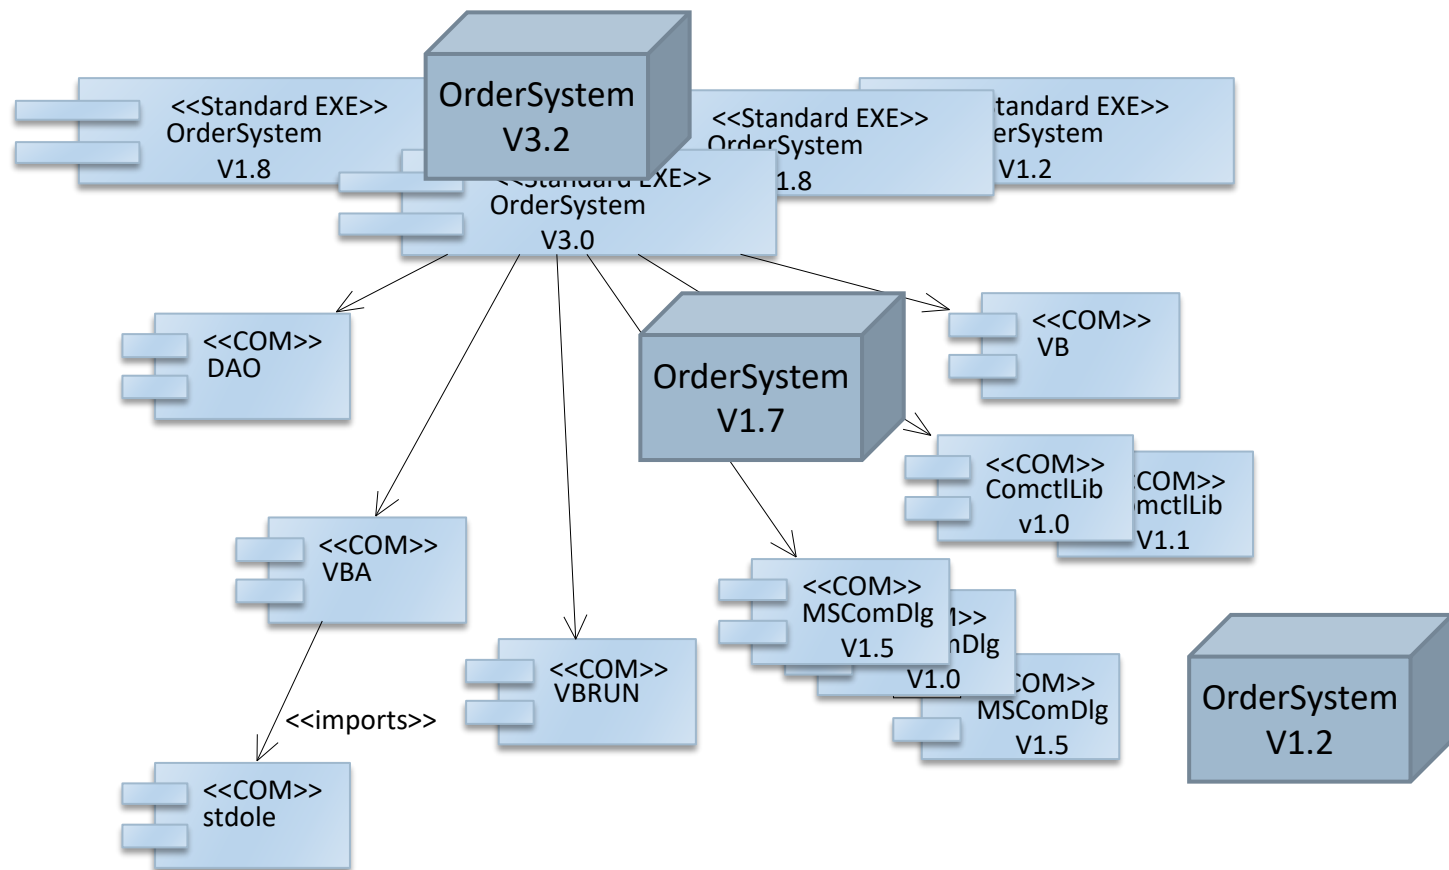 OrderSystem
V3.2
<<Standard EXE>>
OrderSystem
V1.8
<<Standard EXE>>
OrderSystem
1.8
tandard EXE>>
derSystem
V1.2
<<Standard EXE>>
OrderSystem
V3.0
<<COM>>
DAO
<<COM>>
VB
OrderSystem
V1.7
<<COM>>
ComctlLib
v1.0
COM>>
mctlLib
V1.1
<<COM>>
VBA
<<COM>>
MSComDlg
V1.5
M>>
mDlg
V1.0
COM>>
MSComDlg
V1.5
<<COM>>
VBRUN
OrderSystem
V1.2
<<imports>>
<<COM>>
stdole